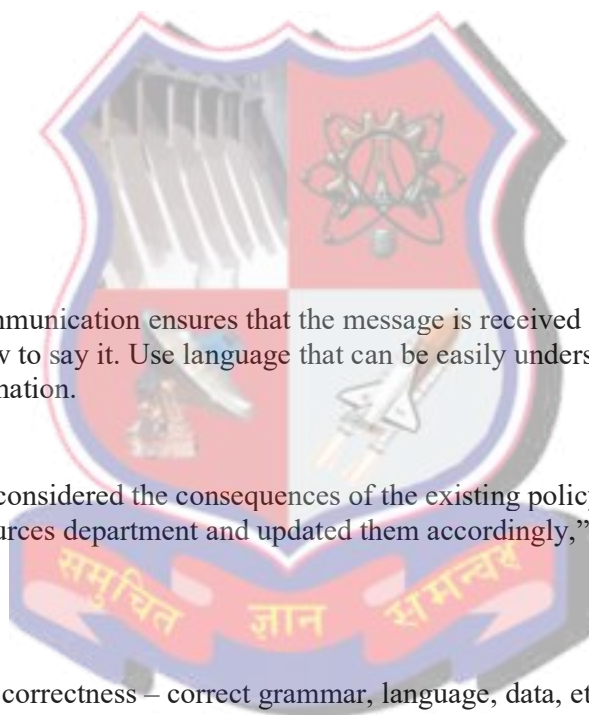 mmunication ensures that the message is received
to say it. Use language that can be easily unders
nation.
considered the consequences of the existing policy
urces department and updated them accordingly,”
समुचित ज्ञान समन्वय
correctness – correct grammar, language, data, et